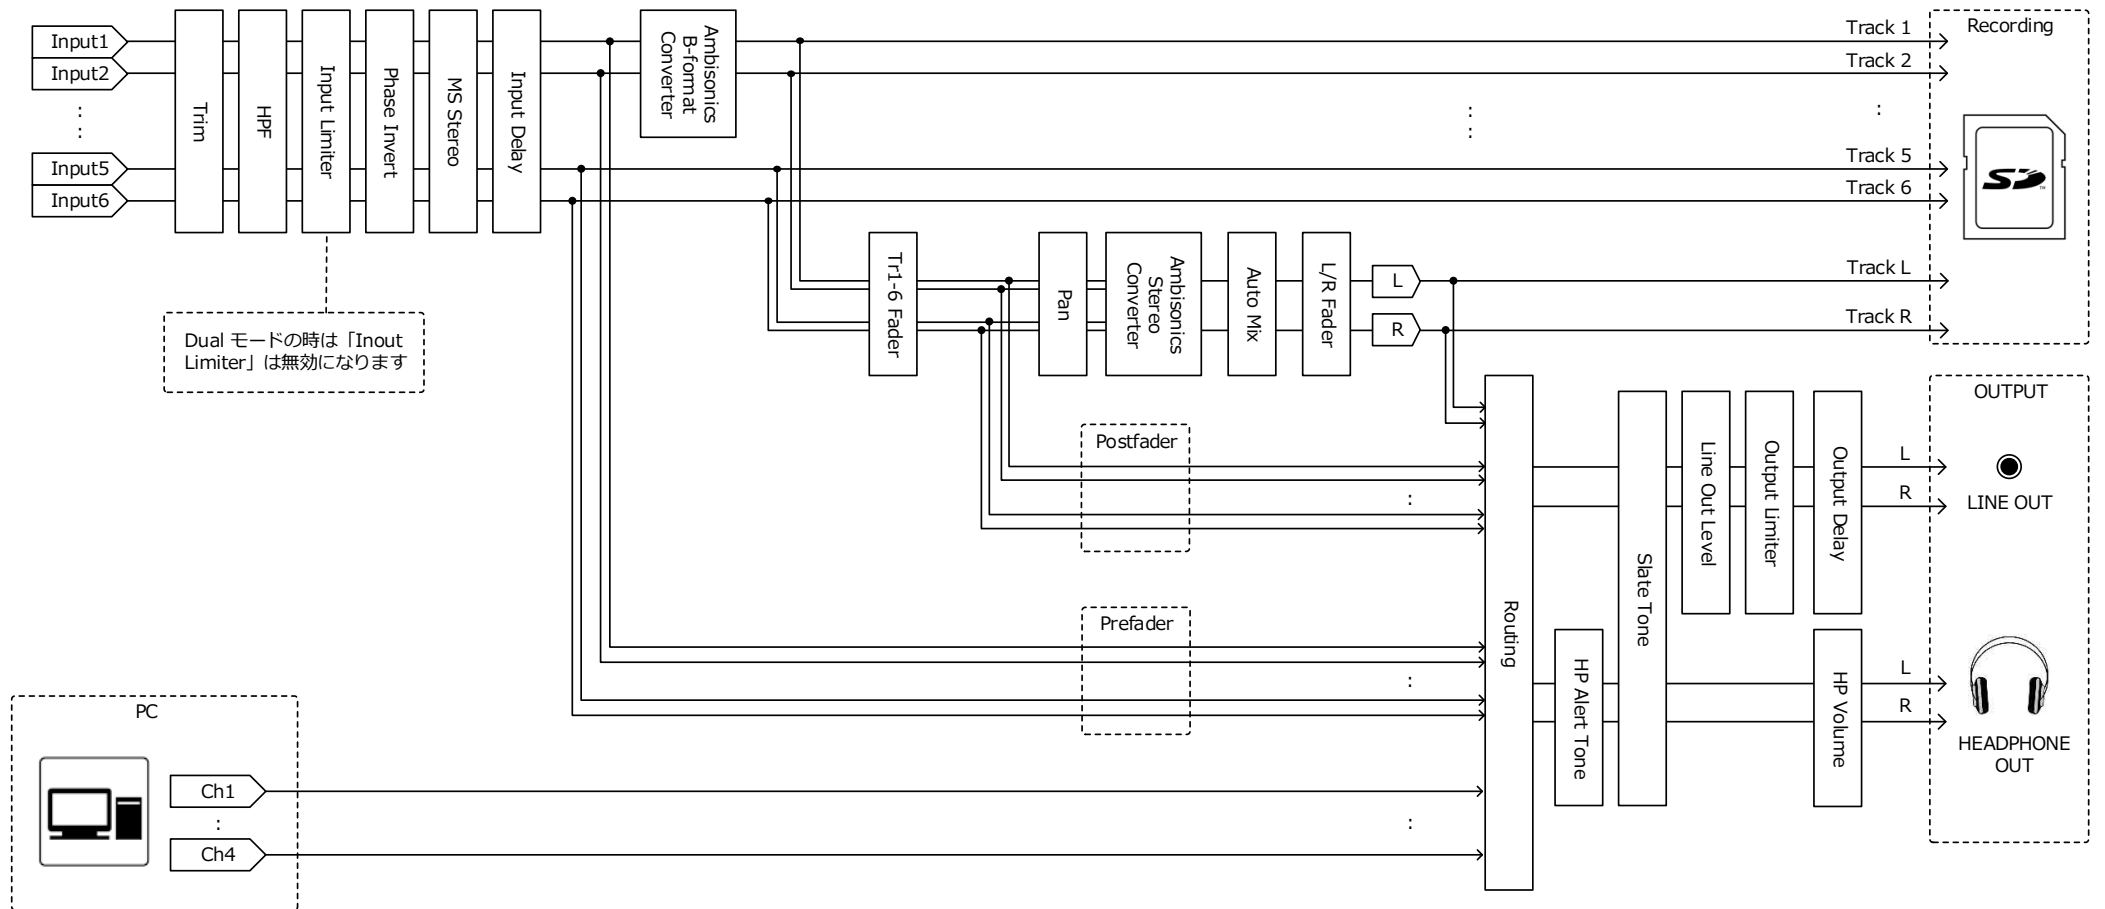 Input1
Input2
:
:
Input5
Input6
Trim
HPF
Input Limiter
Phase Invert
MS Stereo
Input Delay
Ambisonics
B-format
Converter
Track 1
Track 2
:
:
:
Track 5
Track 6
Track L
Track R
Recording
SD
TM
Dual モードの時は「Inout
Limiter」は無効になります
Tr1-6 Fader
Pan
Ambisonics
Stereo
Converter
Auto Mix
L/R Fader
L
R
Postfader
:
Prefader
:
:
Routing
HP Alert Tone
Slate Tone
Line Out Level
Output Limiter
Output Delay
HP Volume
L
R
L
R
OUTPUT
LINE OUT
HEADPHONE
OUT
PC
Ch1
:
Ch4